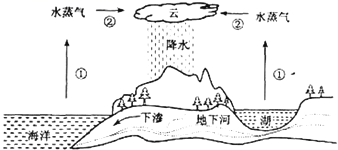 水蒸气 ② 云 ② 水蒸气
降水
① ①
海洋 下渗 地下河 湖